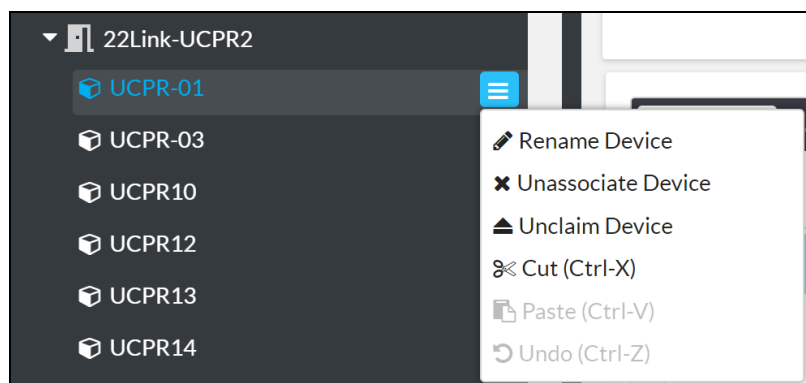 22Link-UCPR2
UCPR-01
UCPR-03
UCPR10
UCPR12
UCPR13
UCPR14
Rename Device
Unassociate Device
Unclaim Device
Cut (Ctrl-X)
Paste (Ctrl-V)
Undo (Ctrl-Z)